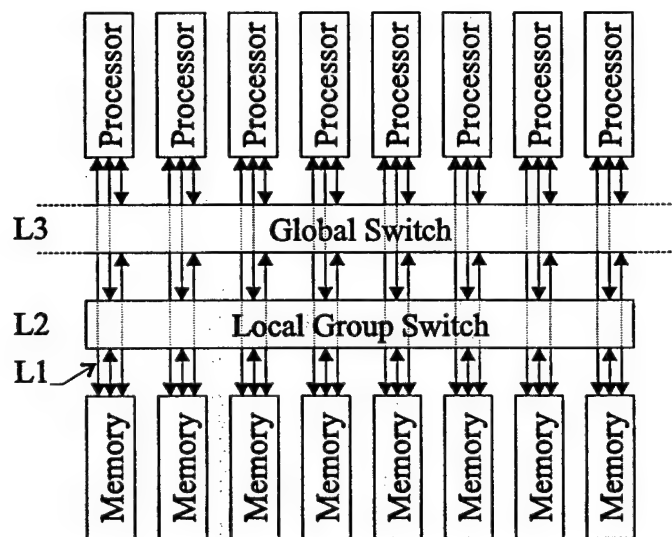 Processor Processor Processor Processor Processor Processor Processor Processor
L3 Global Switch
L2 Local Group Switch
L1
Memory Memory Memory Memory Memory Memory Memory Memory